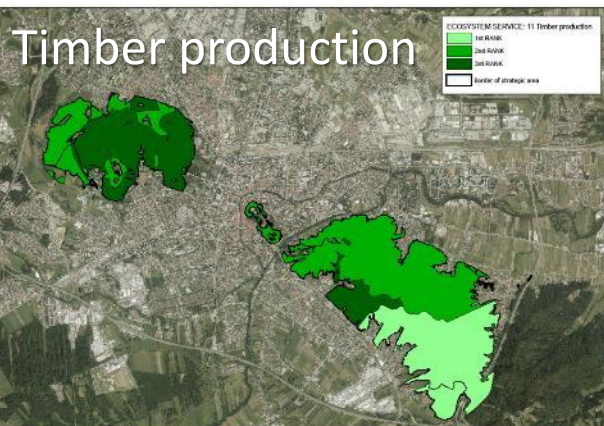 Timber production
ECOSYSTEM SERVICE: 11 Timber production
1st RANK
2nd RANK
3rd RANK
Border of strategic area